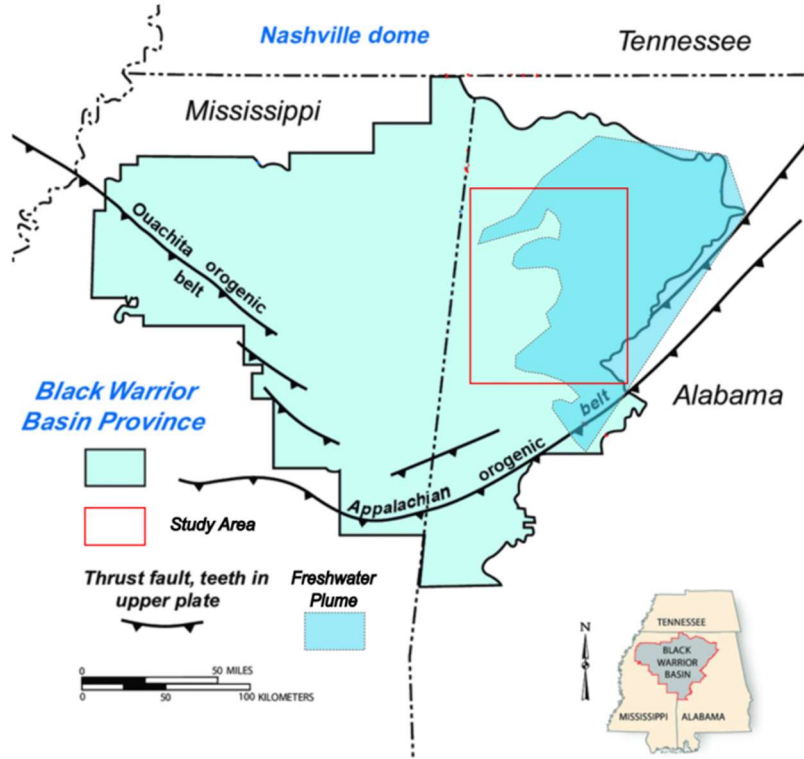 Nashville dome
Tennessee
Mississippi
Ouachita orogenic
belt
Black Warrior
Basin Province
Alabama
belt
orogenic
Appalachian
Study Area
Thrust fault, teeth in
upper plate
Freshwater
Plume
0 50 MILES
0 50 100 KILOMETERS
N
TENNESSEE
BLACK
WARRIOR
BASIN
MISSISSIPPI
ALABAMA